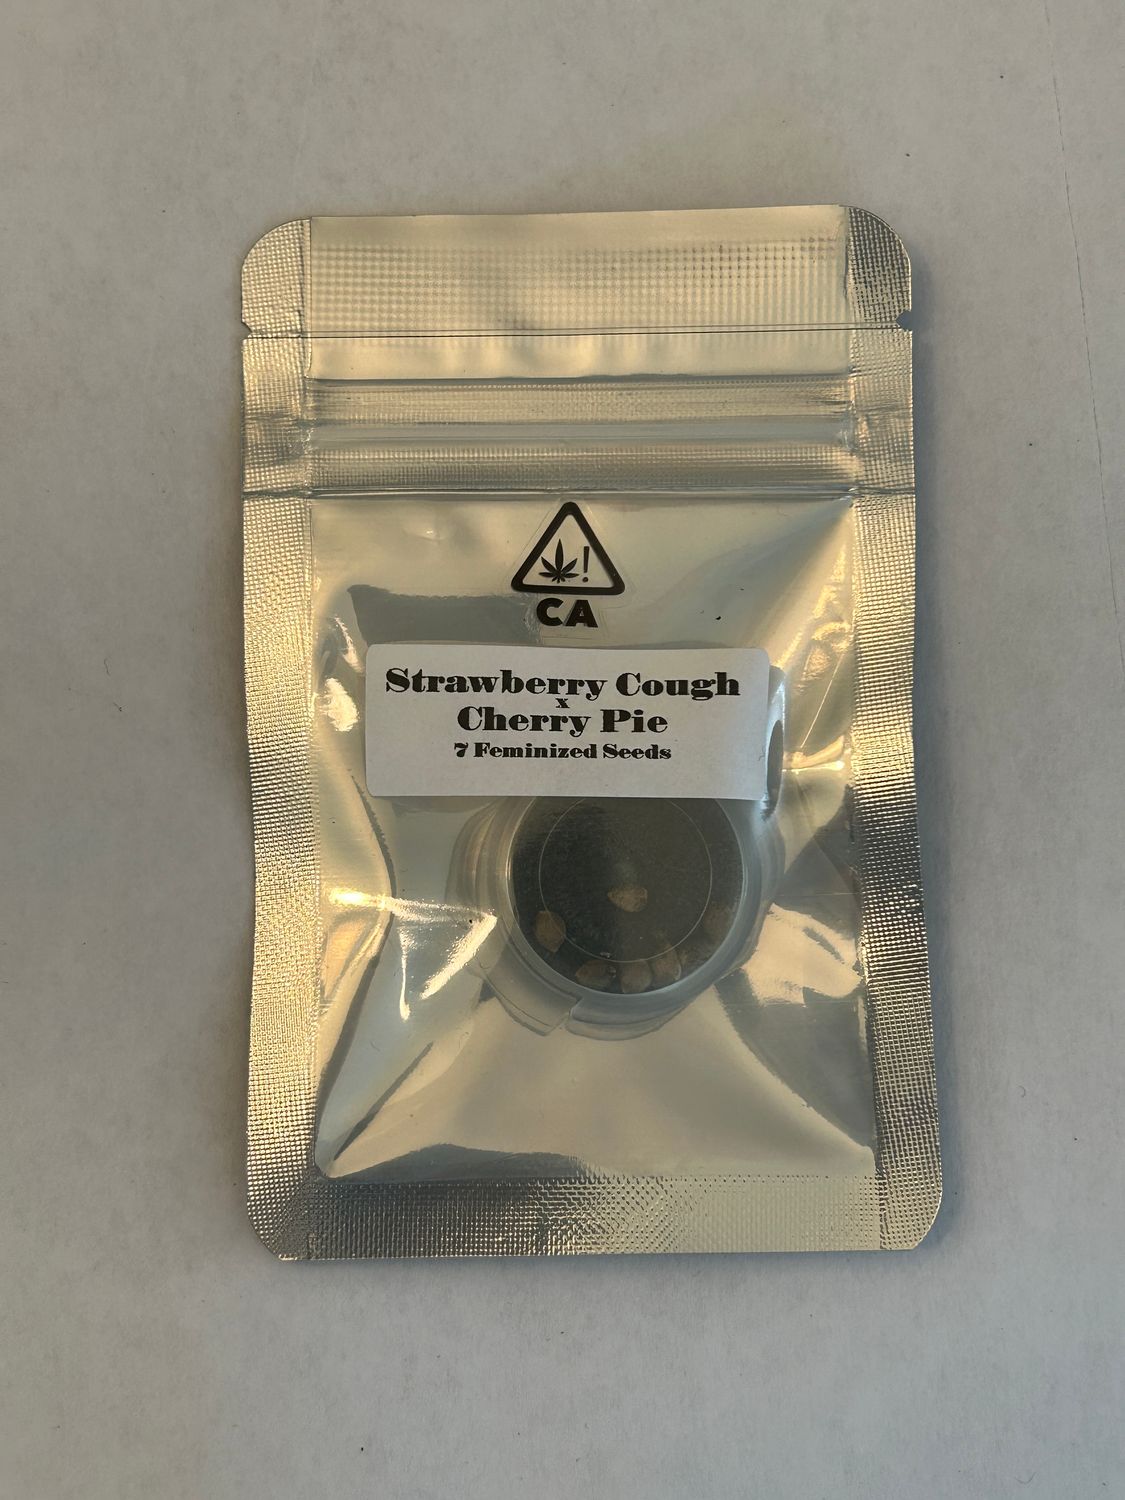 !
CA
Strawberry Cough
x
Cherry Pie
7 Feminized Seeds